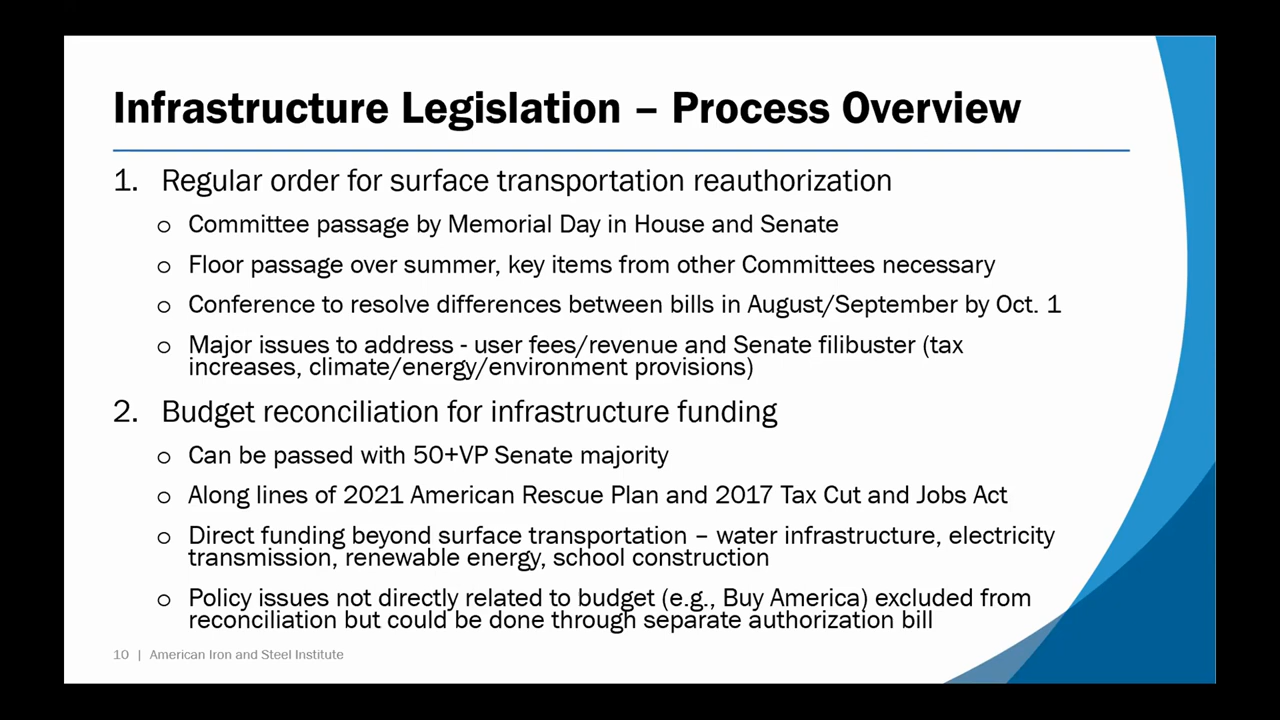 Infrastructure Legislation – Process Overview
1. Regular order for surface transportation reauthorization
o Committee passage by Memorial Day in House and Senate
o Floor passage over summer, key items from other Committees necessary
o Conference to resolve differences between bills in August/September by Oct. 1
o Major issues to address - user fees/revenue and Senate filibuster (tax
increases, climate/energy/environment provisions)
2. Budget reconciliation for infrastructure funding
o Can be passed with 50+VP Senate majority
o Along lines of 2021 American Rescue Plan and 2017 Tax Cut and Jobs Act
o Direct funding beyond surface transportation – water infrastructure, electricity
transmission, renewable energy, school construction
o Policy issues not directly related to budget (e.g., Buy America) excluded from
reconciliation but could be done through separate authorization bill
10 | American Iron and Steel Institute